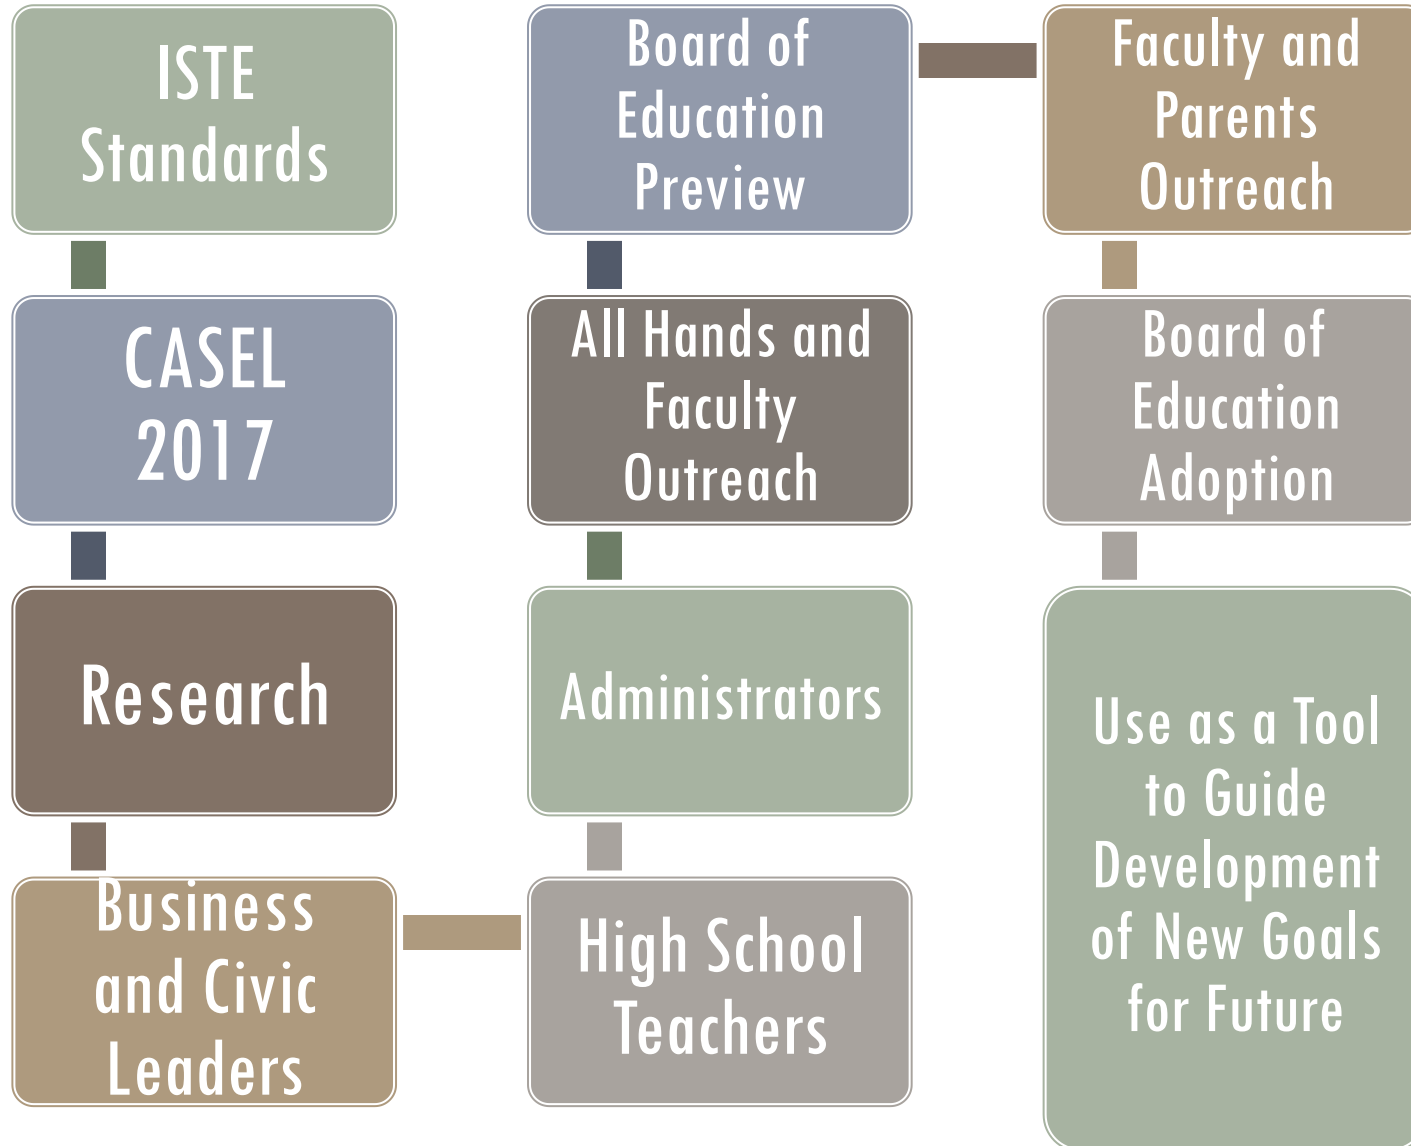 ISTE
Standards
CASEL
2017
Research
Business
and Civic
Leaders
High School
Teachers
Administrators
All Hands and
Faculty
Outreach
Board of
Education
Preview
Faculty and
Parents
Outreach
Board of
Education
Adoption
Use as a Tool
to Guide
Development
of New Goals
for Future